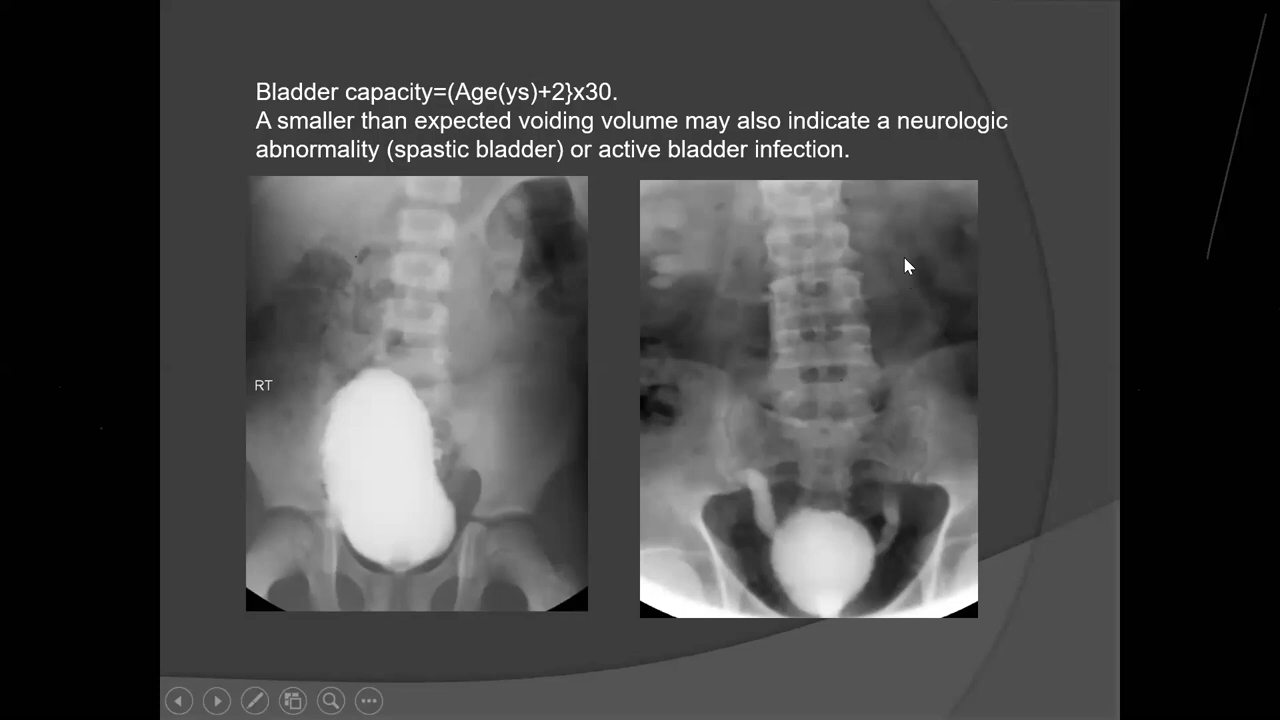 Bladder capacity=(Age(ys)+2}x30.
A smaller than expected voiding volume may also indicate a neurologic
abnormality (spastic bladder) or active bladder infection.
RT